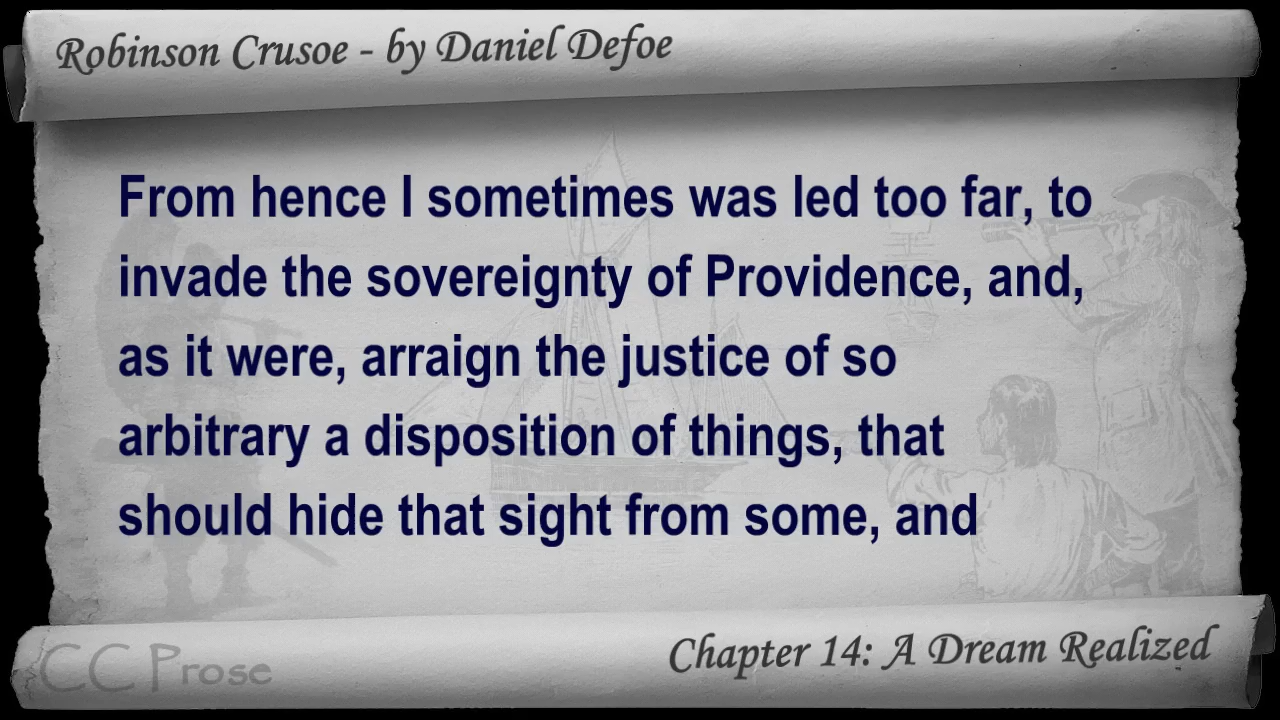 Robinson Crusoe - by Daniel Defoe
From hence I sometimes was led too far, to
invade the sovereignty of Providence, and,
as it were, arraign the justice of so
arbitrary a disposition of things, that
should hide that sight from some, and
CC Prose
Chapter 14: A Dream Realized